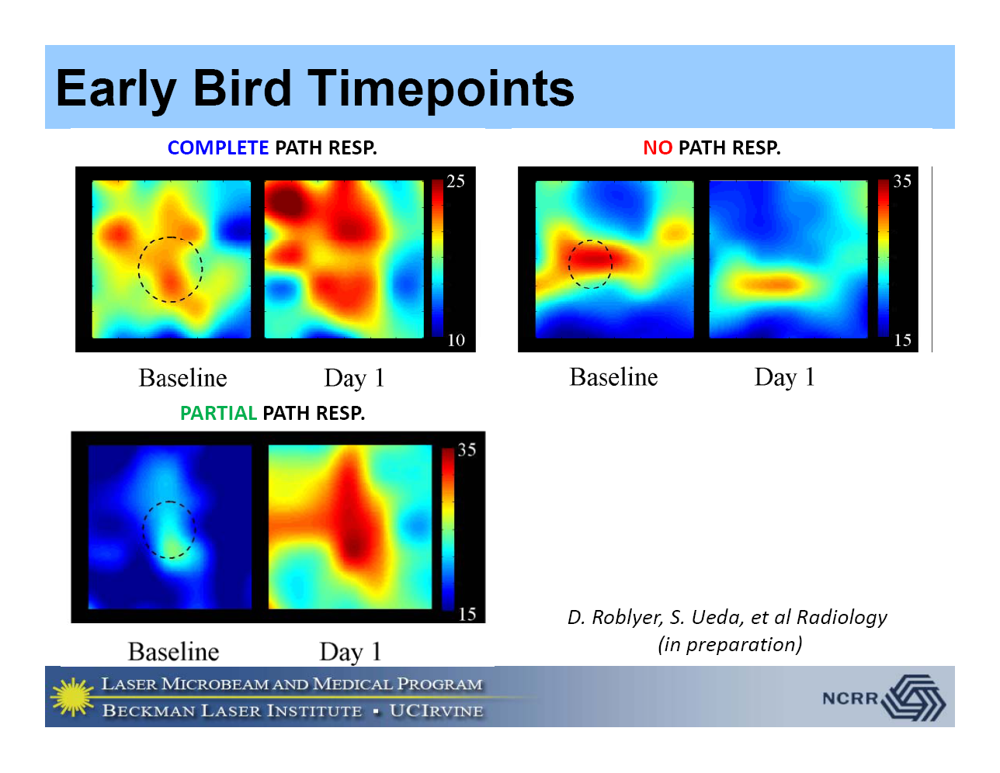 Early Bird Timepoints
COMPLETE PATH RESP.
25
10
Baseline Day 1
NO PATH RESP.
35
15
Baseline Day 1
PARTIAL PATH RESP.
35
15
Baseline Day 1
D. Roblyer, S. Ueda, et al Radiology
(in preparation)
LASER MICROBEAM AND MEDICAL PROGRAM
BECKMAN LASER INSTITUTE ▪ UCIRVINE
NCRR